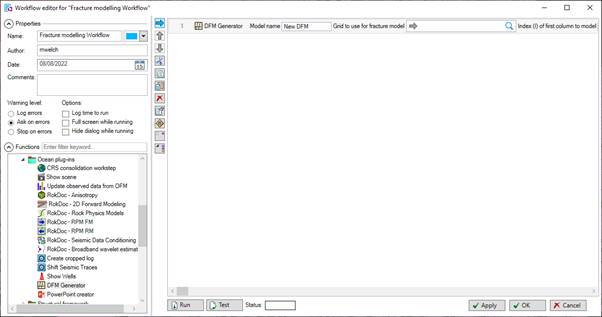 Workflow editor for "Fracture modelling Workflow"
Properties
Name: Fracture modelling Workflow
Author: mwelch
Date: 08/08/2022
Comments:
Warning level: Options:
Log errors Log time to run
Ask on errors Full screen while running
Stop on errors Hide dialog while running
Functions Enter filter keyword...
Ocean plug-ins
CRS consolidation workstep
Show scene
Update observed data from OFM
RokDoc - Anisotropy
RokDoc - 2D Forward Modeling
RokDoc - Rock Physics Models
RokDoc - RPM FM
RokDoc - RPM RM
RokDoc - Seismic Data Conditioning
RokDoc - Broadband wavelet estimat
Create cropped log
Shift Seismic Traces
Show Wells
DFM Generator
PowerPoint creator
Structural framework
1 DFM Generator Model name New DFM Grid to use for fracture model Index (I) of first column to model
Run Test Status: Apply OK Cancel